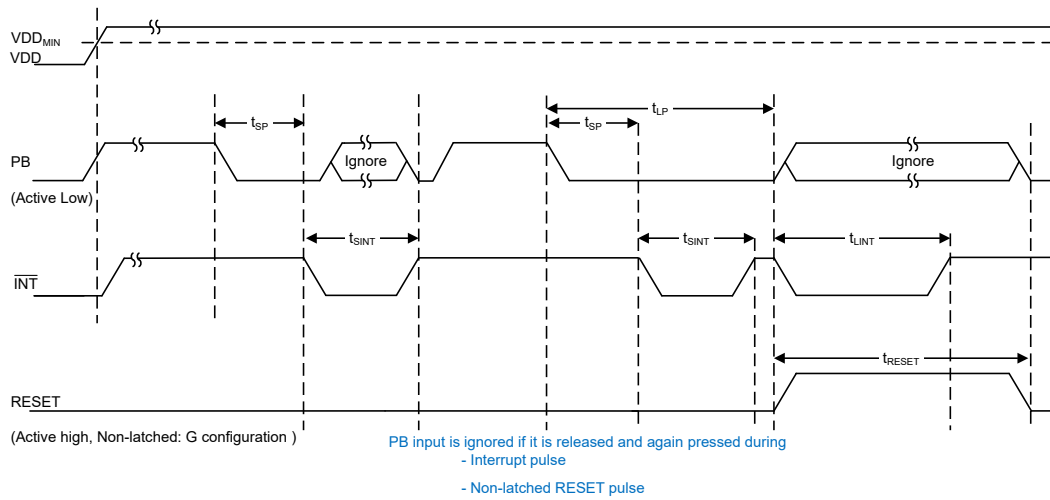 VDDMIN
VDD
tSP
tLP
tSP
PB
Ignore
Ignore
(Active Low)
tSINT
tSINT
tLINT
INT
tRESET
RESET
(Active high, Non-latched: G configuration )
PB input is ignored if it is released and again pressed during
- Interrupt pulse
- Non-latched RESET pulse